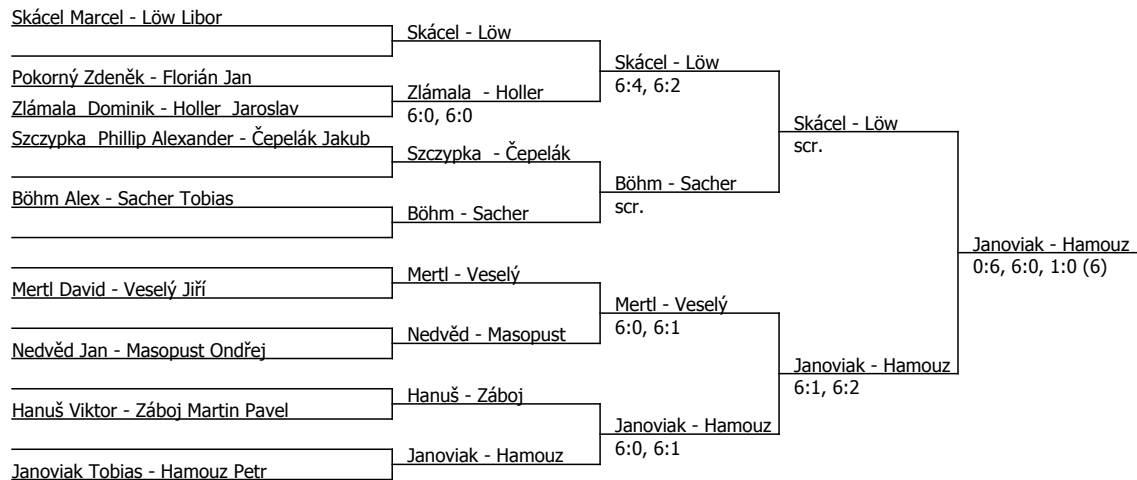 Skácel Marcel - Löw Libor
Skácel - Löw
Skácel - Löw
6:4, 6:2
Pokorný Zdeněk - Florián Jan
Zlámala  Dominik - Holler  Jaroslav
Zlámala  - Holler
6:0, 6:0
Skácel - Löw
scr.
Szczypka  Phillip Alexander - Čepelák Jakub
Szczypka  - Čepelák
Böhm - Sacher
scr.
Böhm Alex - Sacher Tobias
Böhm - Sacher
Janoviak - Hamouz
0:6, 6:0, 1:0 (6)
Mertl David - Veselý Jiří
Mertl - Veselý
Mertl - Veselý
6:0, 6:1
Nedvěd Jan - Masopust Ondřej
Nedvěd - Masopust
Janoviak - Hamouz
6:1, 6:2
Hanuš Viktor - Záboj Martin Pavel
Hanuš - Záboj
Janoviak - Hamouz
6:0, 6:1
Janoviak Tobias - Hamouz Petr
Janoviak - Hamouz